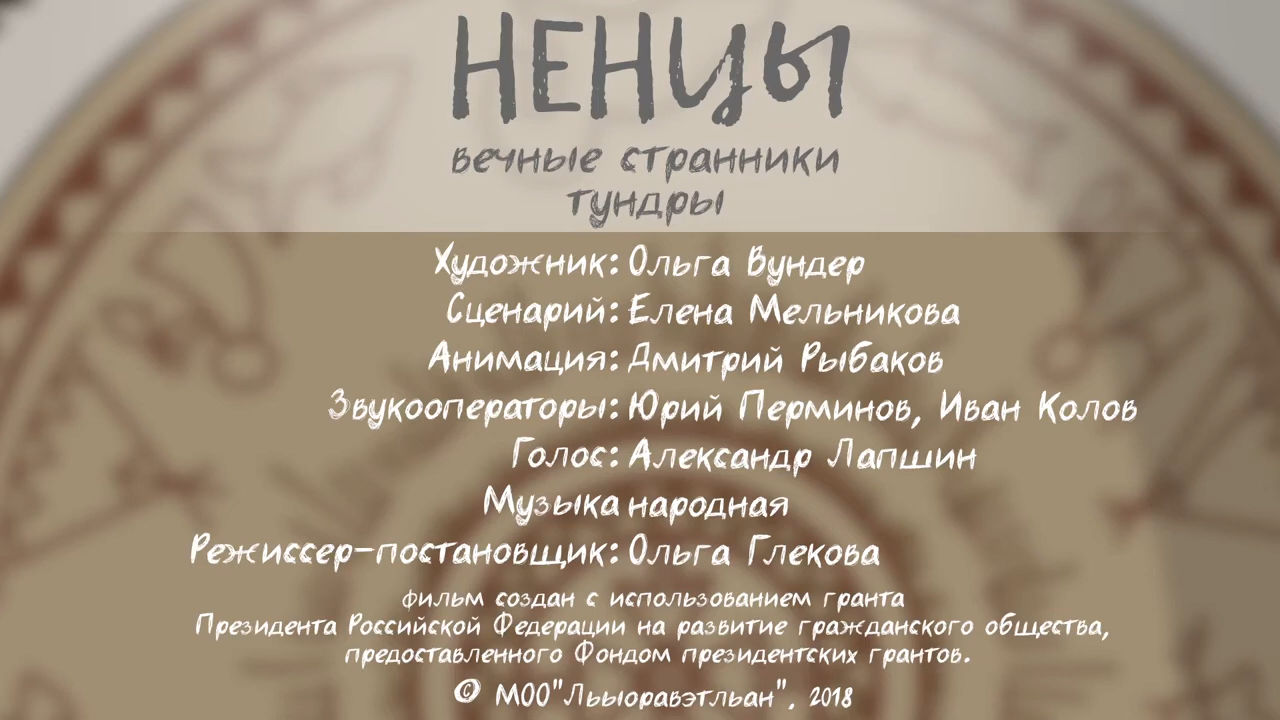 НЕНЦЫ
вечные странники
тундры
Художник: Ольга Вундер
Сценарий: Елена Мельникова
Анимация: Дмитрий Рыбаков
Звукооператоры: Юрий Перминов, Иван Колов
Голос: Александр Лапшин
Музыка народная
Режиссер-постановщик: Ольга Глекова
фильм создан с использованием гранта
Президента Российской Федерации на развитие гражданского общества,
предоставленного Фондом президентских грантов.
© МОО"Льыоравэтльан", 2018